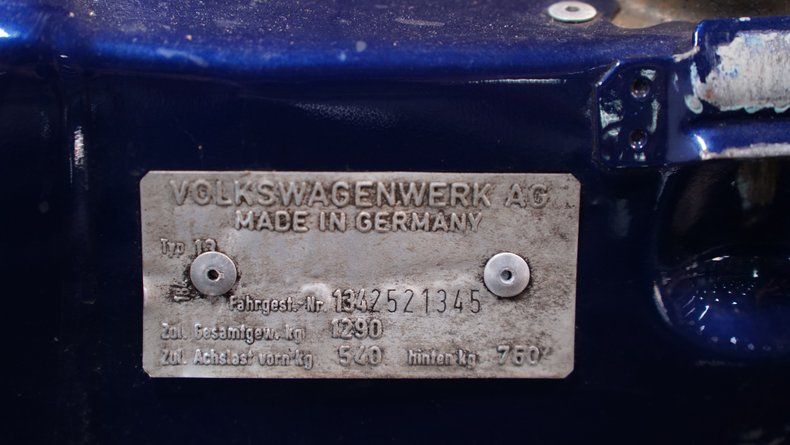 VOLKSWAGENWERK AG
MADE IN GERMANY
Typ 13
Fahrgest.-Nr. 1342521345
Zul. Gesamtgew. kg 1290
Zul. Achslast vorn kg 540 hinten kg 760